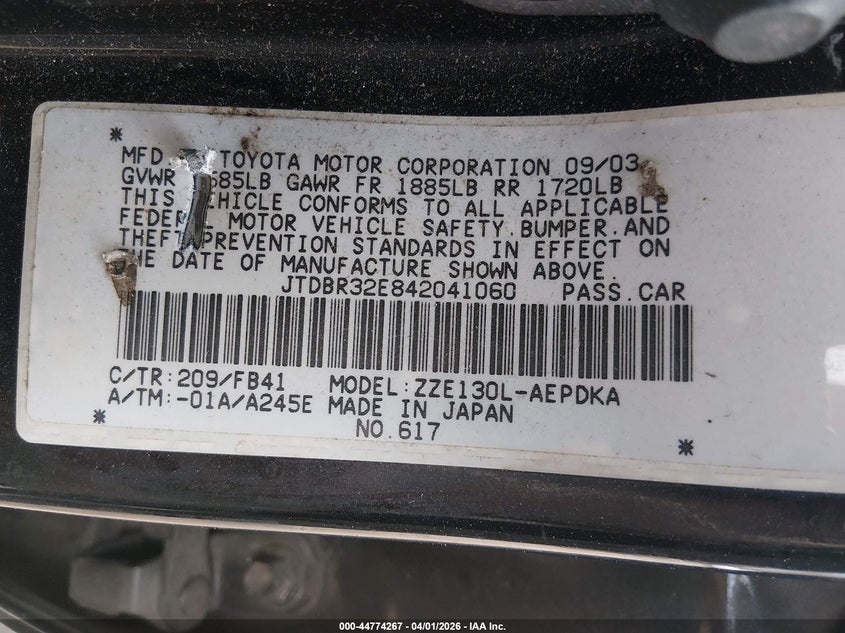 MFD. TOYOTA MOTOR CORPORATION 09/03
GVWR 585LB GAWR FR 1885LB RR 1720LB
THIS VEHICLE CONFORMS TO ALL APPLICABLE
FEDERAL MOTOR VEHICLE SAFETY.BUMPER.AND
THEFT PREVENTION STANDARDS IN EFFECT ON
THE DATE OF MANUFACTURE SHOWN ABOVE.
JTDBR32E842041060 PASS.CAR
C/TR:209/FB41 MODEL:ZZE130L-AEPDKA
A/TM:-01A/A245E MADE IN JAPAN
NO.617
000-44774267 - 04/01/2026 - IAA Inc.